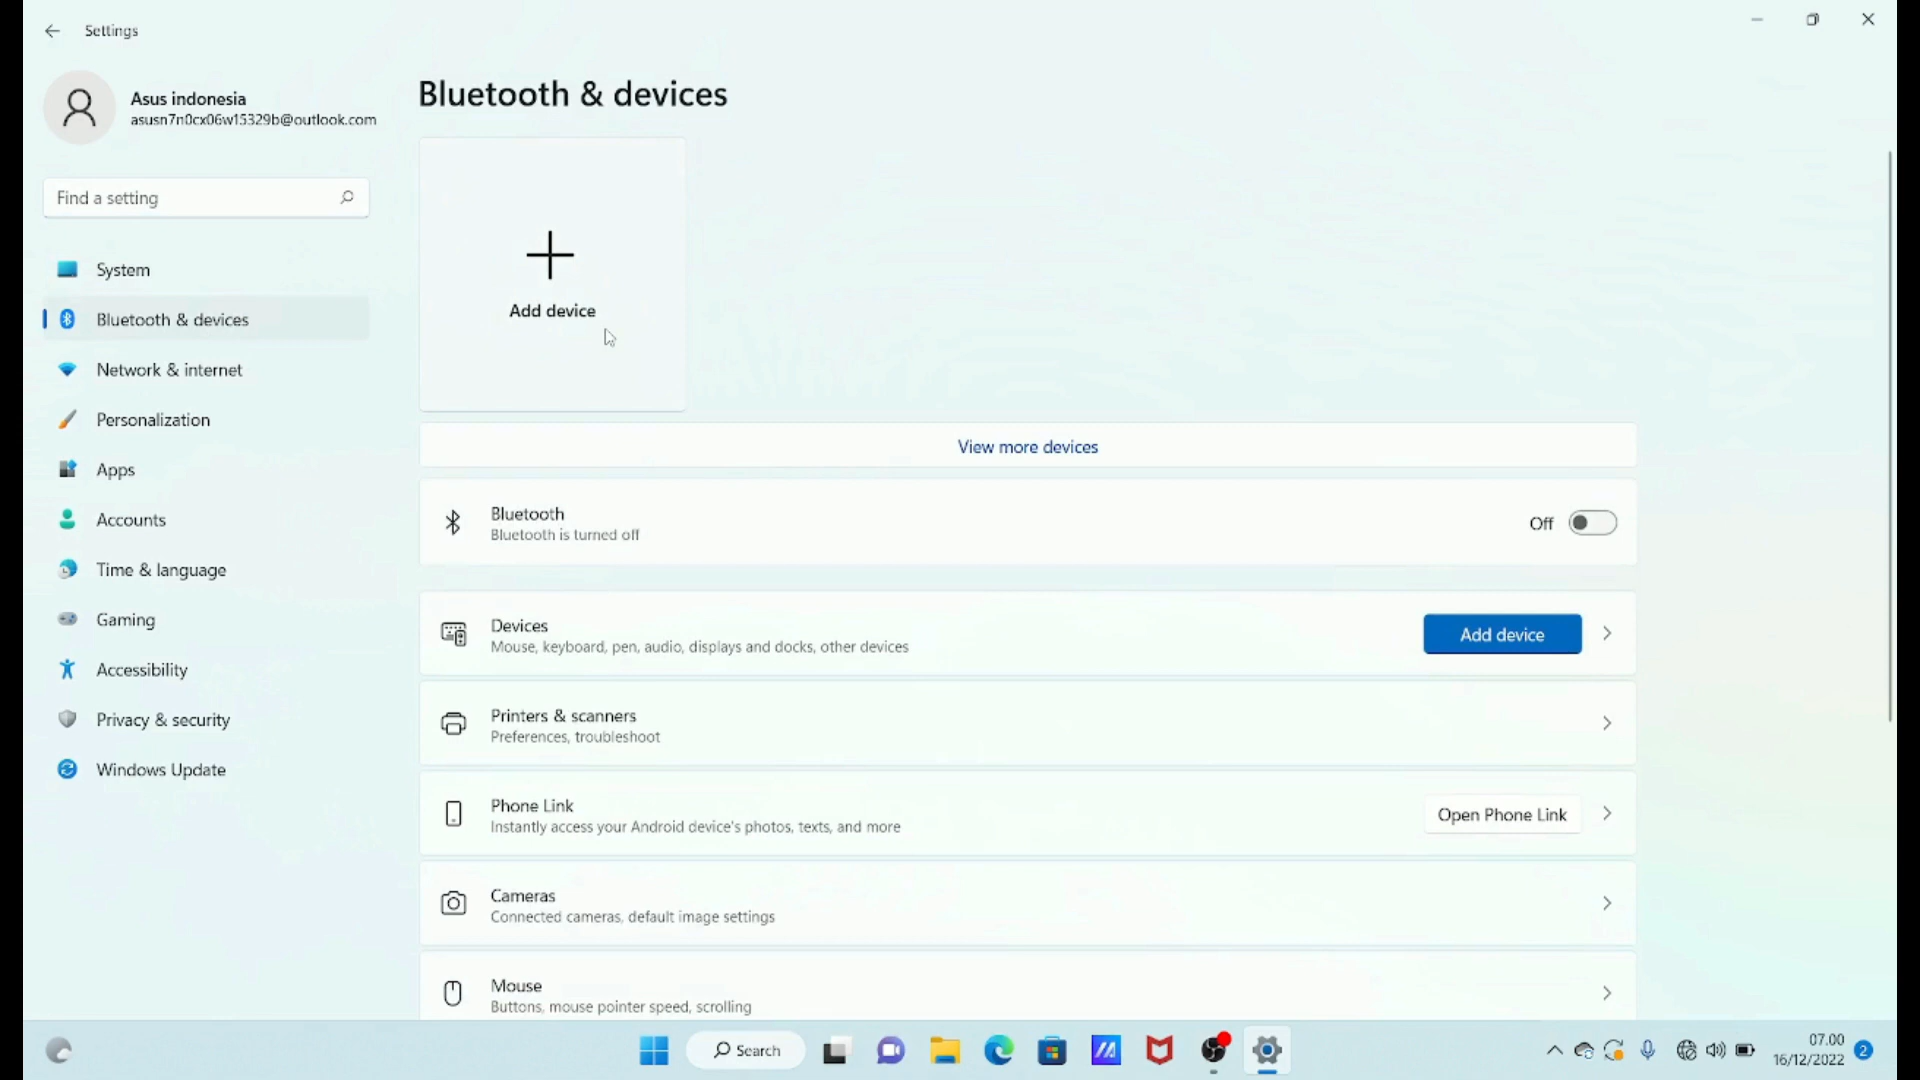 Settings
Asus indonesia
asusn7n0cx06w15329b@outlook.com
Find a setting
System
Bluetooth & devices
Network & internet
Personalization
Apps
Accounts
Time & language
Gaming
Accessibility
Privacy & security
Windows Update
Bluetooth & devices
Add device
View more devices
Bluetooth
Bluetooth is turned off
Off
Devices
Mouse, keyboard, pen, audio, displays and docks, other devices
Add device
Printers & scanners
Preferences, troubleshoot
Phone Link
Instantly access your Android device's photos, texts, and more
Open Phone Link
Cameras
Connected cameras, default image settings
Mouse
Buttons, mouse pointer speed, scrolling
Search
07.00
16/12/2022
2